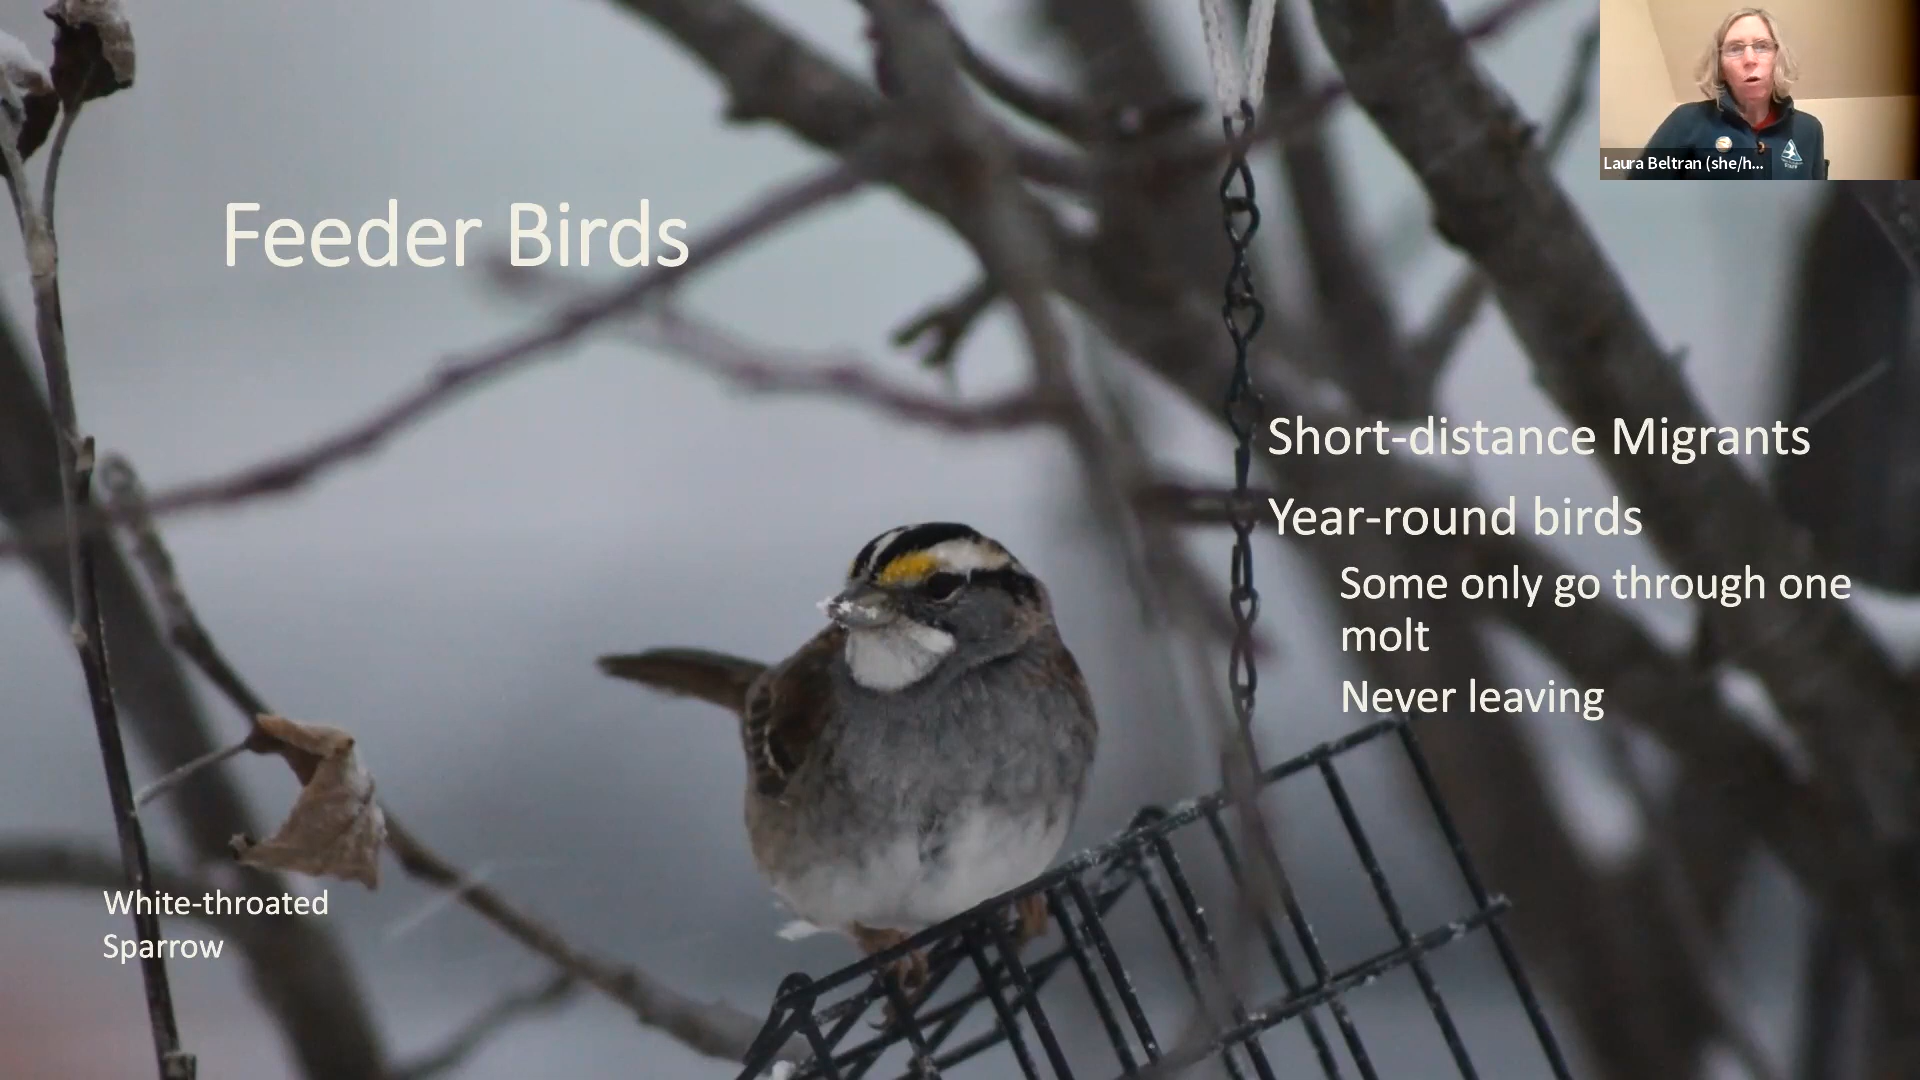 Feeder Birds
Laura Beltran (she/h...
Short-distance Migrants
Year-round birds
Some only go through one
molt
Never leaving
White-throated
Sparrow